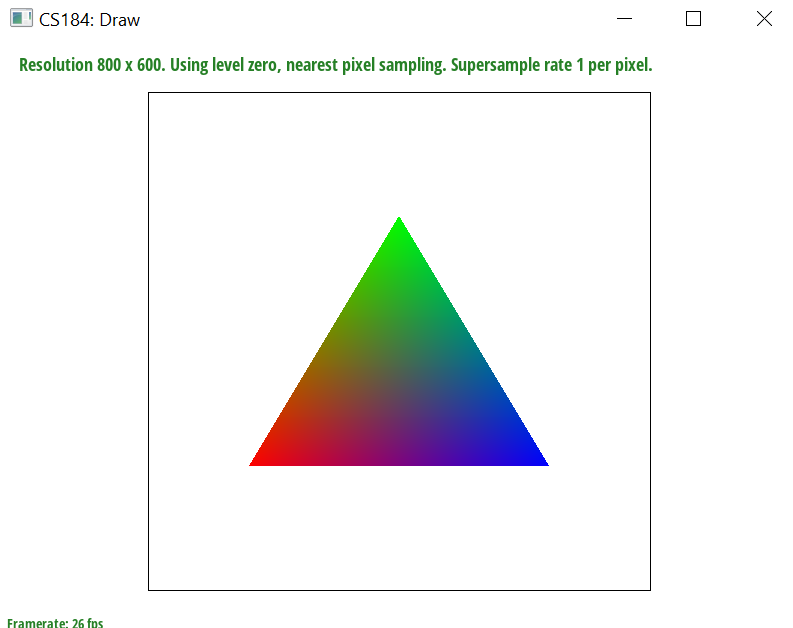 CS184: Draw
Resolution 800 x 600. Using level zero, nearest pixel sampling. Supersample rate 1 per pixel.
Framerate: 26 fps